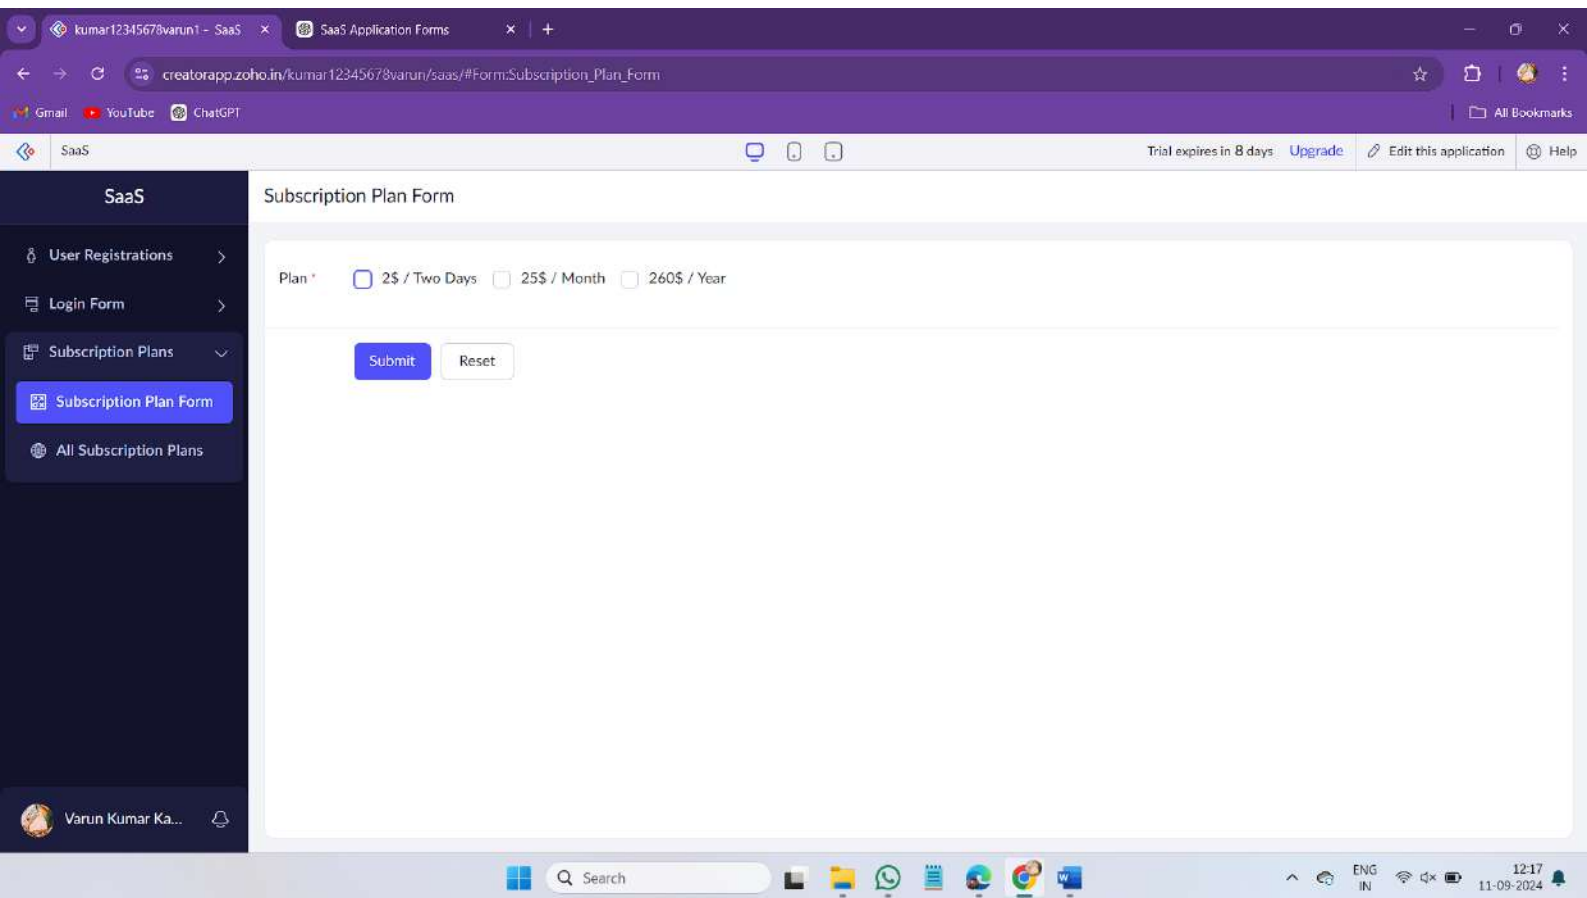 kumar12345678varun1 - SaaS
SaaS Application Forms
creatorapp.zoho.in/kumar12345678varun/saas/#Form:Subscription_Plan_Form
Gmail YouTube ChatGPT All Bookmarks
SaaS Trial expires in 8 days Upgrade Edit this application Help
SaaS
Subscription Plan Form
User Registrations
Login Form
Subscription Plans
Subscription Plan Form
All Subscription Plans
Plan * 2$ / Two Days 25$ / Month 260$ / Year
Submit Reset
Varun Kumar Ka...
Search
ENG
IN
12:17
11-09-2024